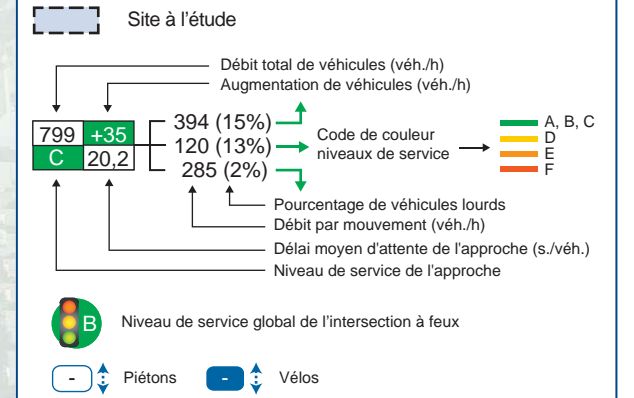 Site à l'étude
Débit total de véhicules (véh./h)
Augmentation de véhicules (véh./h)
799 +35
C 20,2
394 (15%)
120 (13%)
285 (2%)
Code de couleur
niveaux de service
A, B, C
D
E
F
Pourcentage de véhicules lourds
Débit par mouvement (véh./h)
Délai moyen d'attente de l'approche (s./véh.)
Niveau de service de l'approche
B Niveau de service global de l'intersection à feux
- Piétons - Vélos